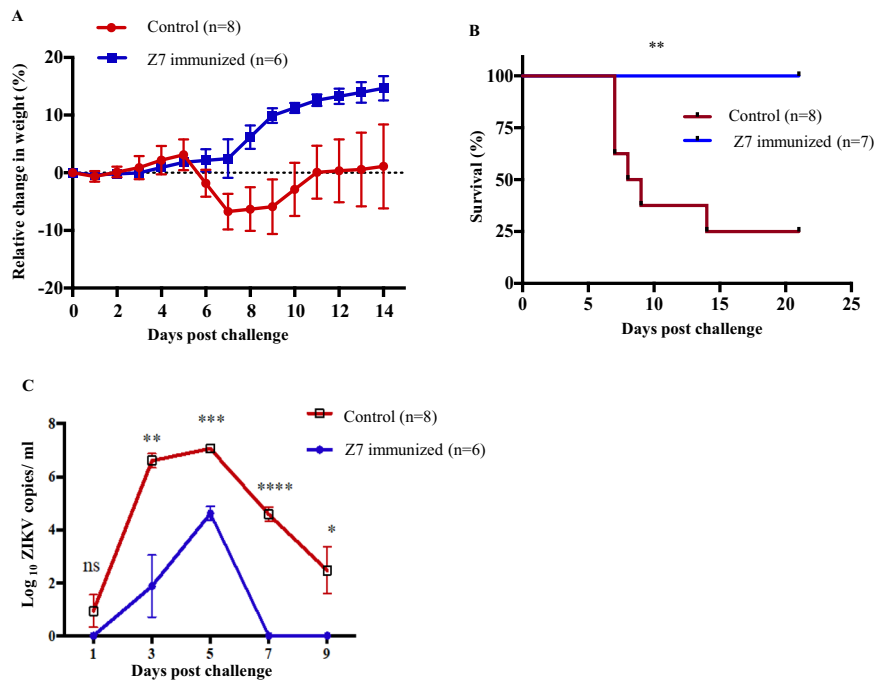 A
Control (n=8)
Z7 immunized (n=6)
Relative change in weight (%)
20
10
0
-10
-20
0 2 4 6 8 10 12 14
Days post challenge
B
**
Control (n=8)
Z7 immunized (n=7)
Survival (%)
100
75
50
25
0
0 5 10 15 20 25
Days post challenge
C
Control (n=8)
Z7 immunized (n=6)
Log 10 ZIKV copies/ ml
8
6
4
2
0
ns
**
***
****
*
1 3 5 7 9
Days post challenge